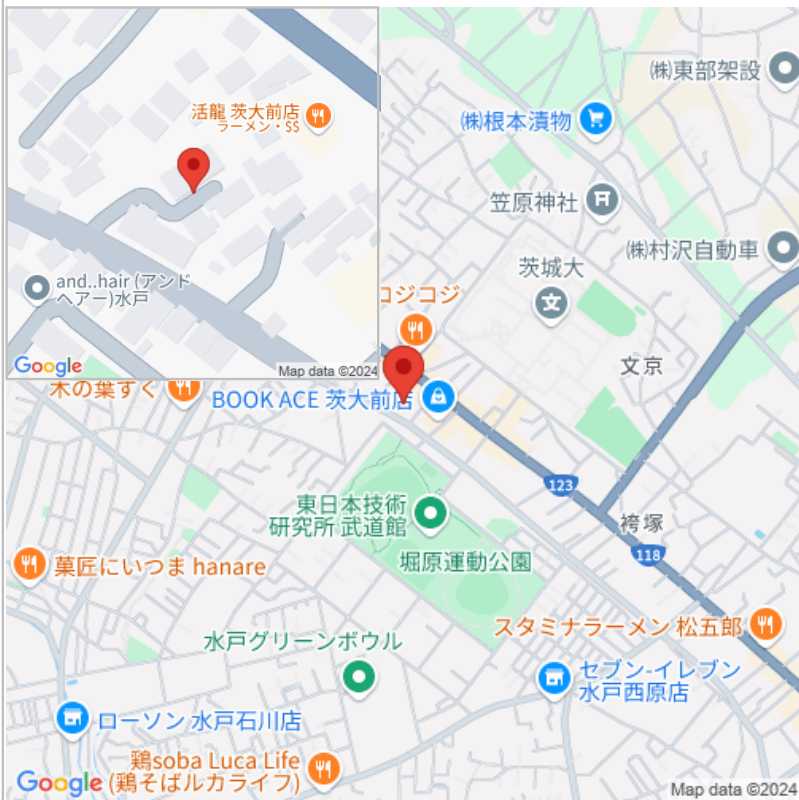 活龍 茨大前店
ラーメン・$$
and..hair (アンド
ヘアー)水戸
Google
Map data ©2024
㈱東部架設
㈱根本漬物
笠原神社
㈱村沢自動車
茨城大
コジコジ
文京
木の葉すく
BOOK ACE 茨大前店
123
東日本技術
研究所 武道館
袴塚
118
堀原運動公園
菓匠にいつま hanare
スタミナラーメン 松五郎
水戸グリーンボウル
セブン-イレブン
水戸西原店
ローソン 水戸石川店
鶏soba Luca Life
(鶏そばルカライフ)
Google
Map data ©2024